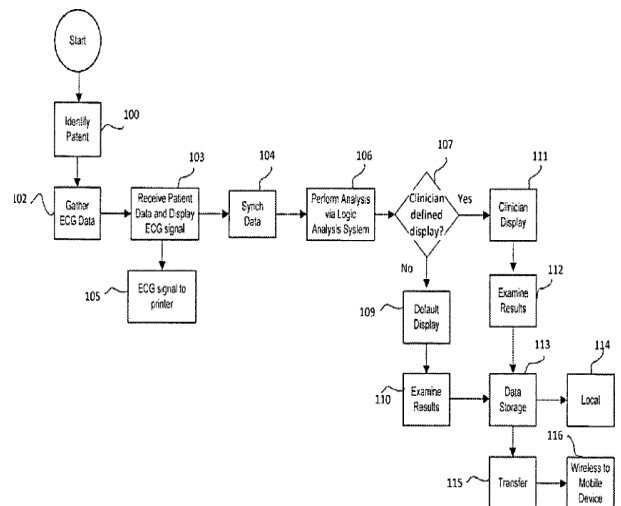 Start
100
Identify
Patent
102
Gather
ECG Data
103
Receive Patient
Data and Display
ECG signal
104
Synch
Data
106
Perform Analysis
via Logic
Analysis System
107
Clinician
defined
display?
Yes
111
Clinician
Display
105
ECG signal to
printer
No
109
Default
Display
112
Examine
Results
110
Examine
Results
113
Data
Storage
114
Local
115
Transfer
116
Wireless to
Mobile
Device